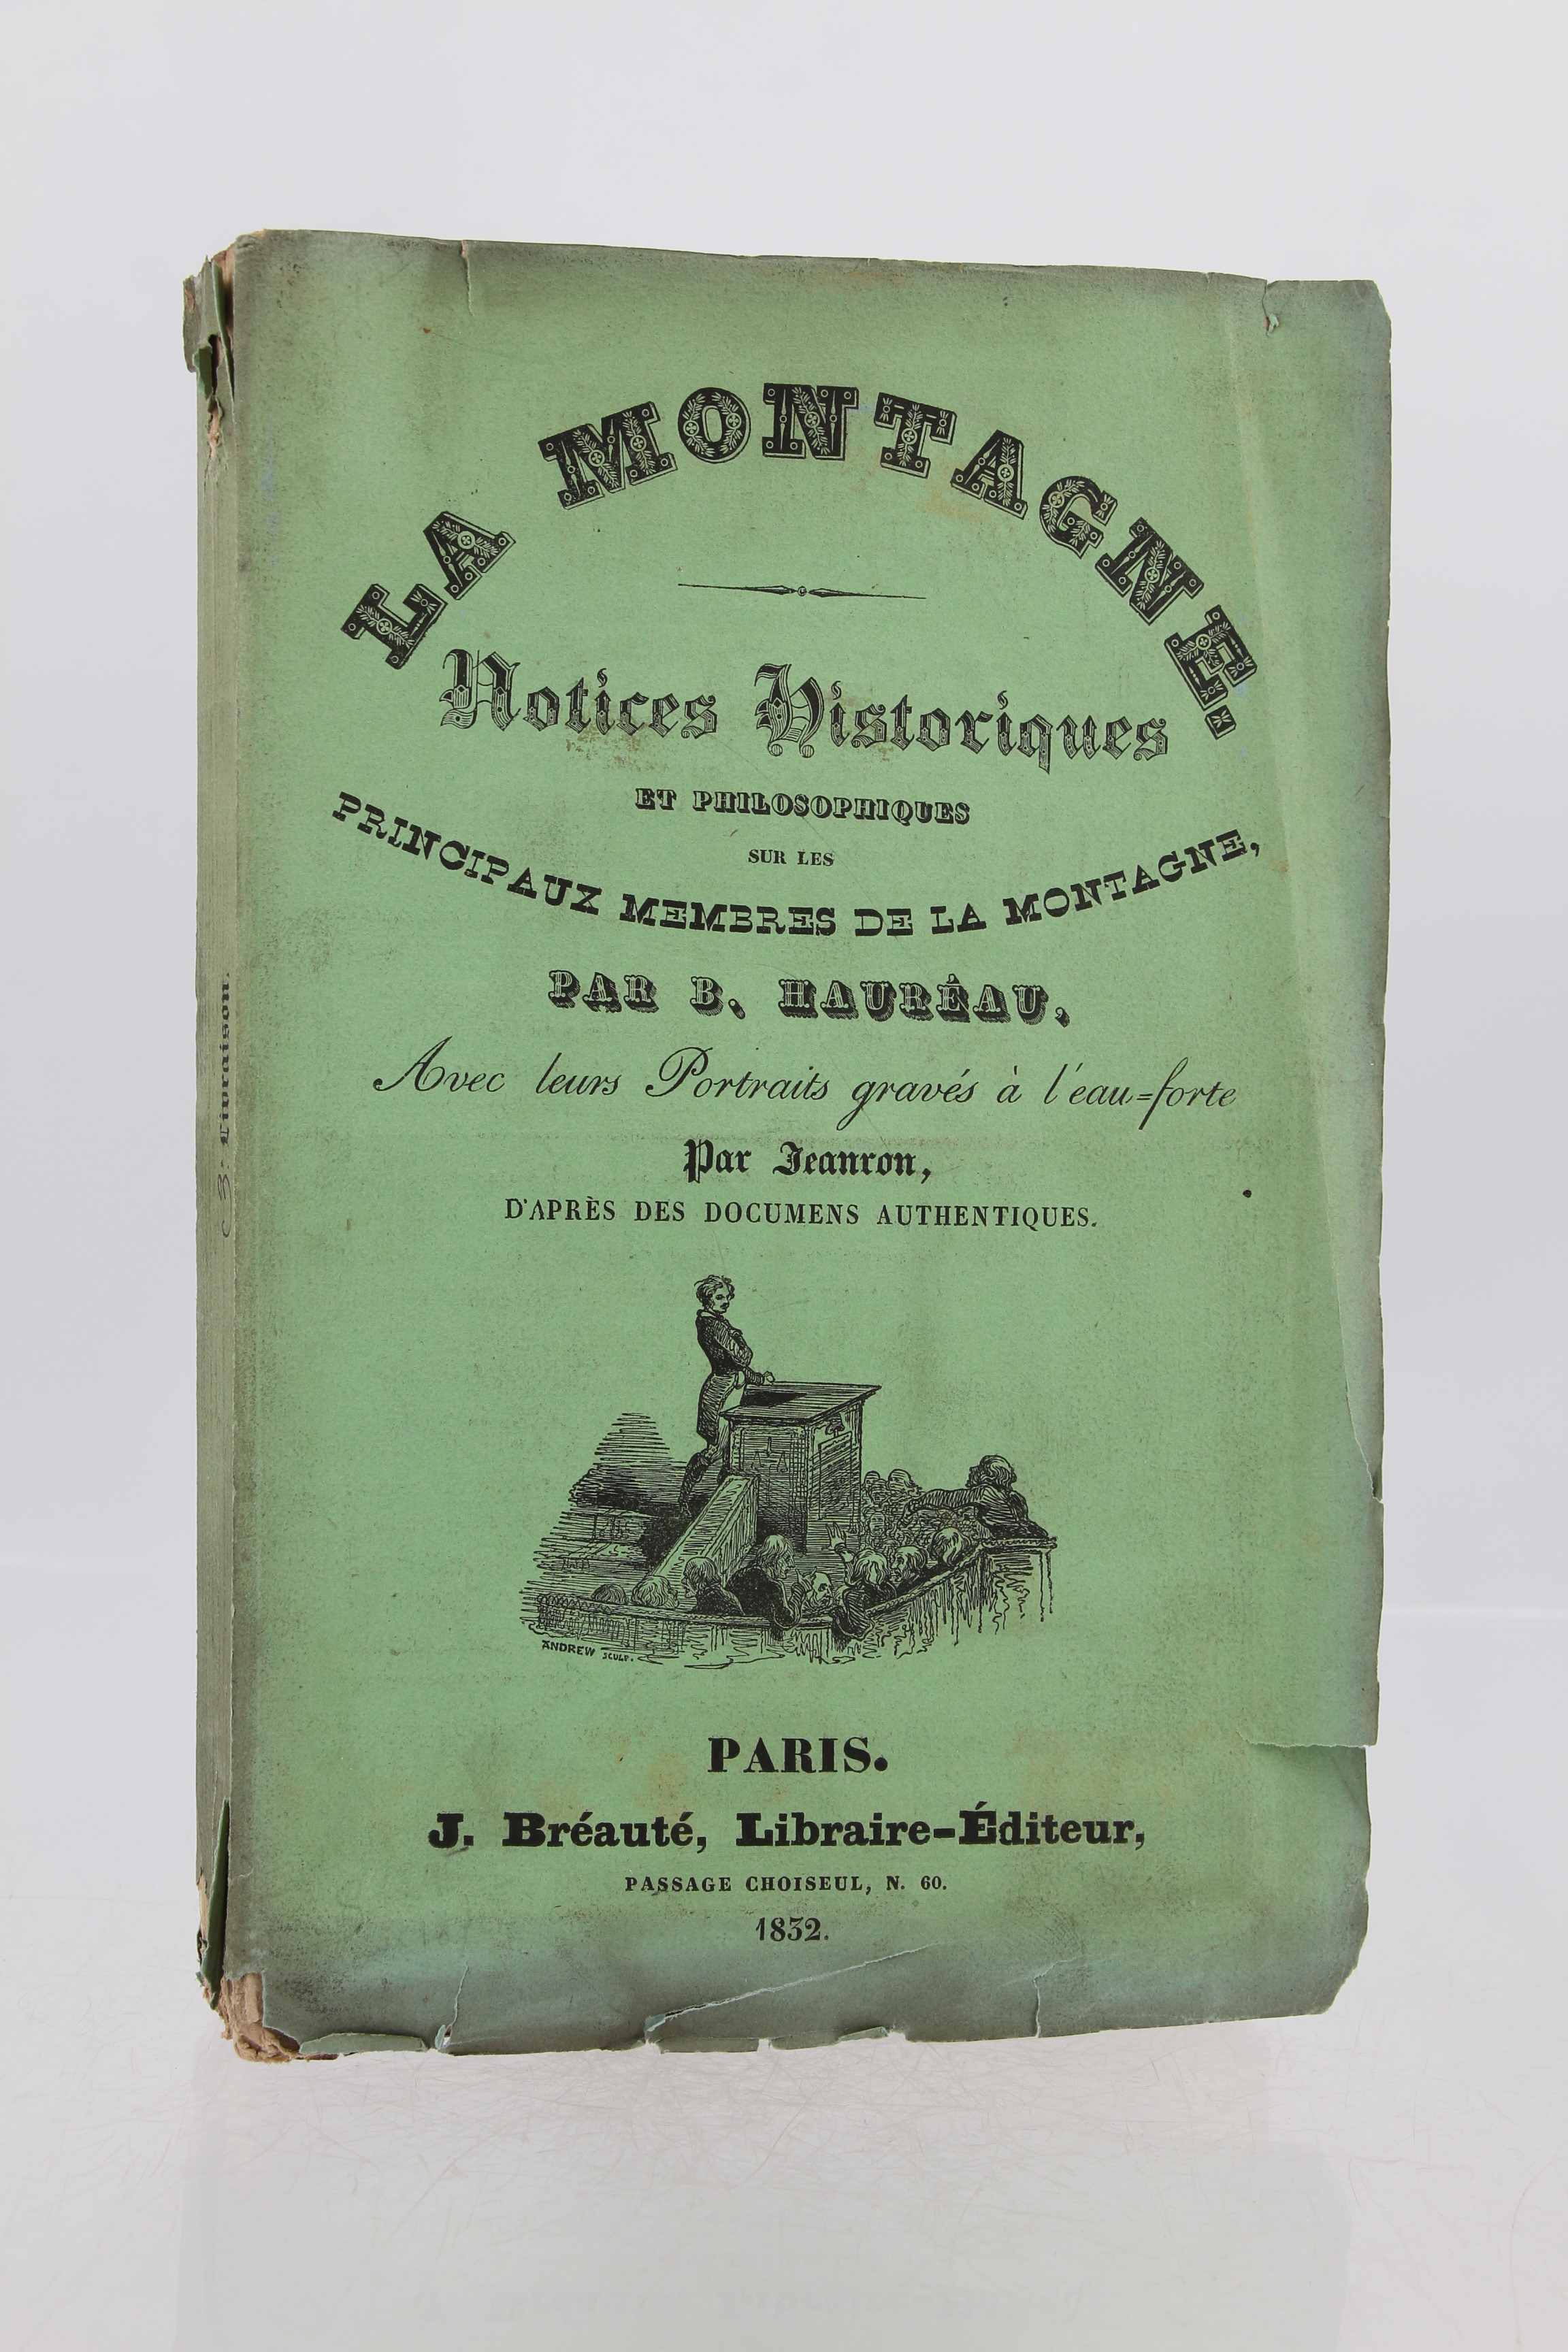 LA MONTAGNE.
Notices Historiques
ET PHILOSOPHIQUES
SUR LES
PRINCIPAUX MEMBRES DE LA MONTAGNE,
PAR B. HAURÉAU,
Avec leurs Portraits gravés à l'eau=forte
Par Jeanron,
D'APRÈS DES DOCUMENS AUTHENTIQUES.
ANDREW SCULP.
PARIS.
J. Bréauté, Libraire-Éditeur,
PASSAGE CHOISEUL, N. 60.
1832.
3e Livraison.